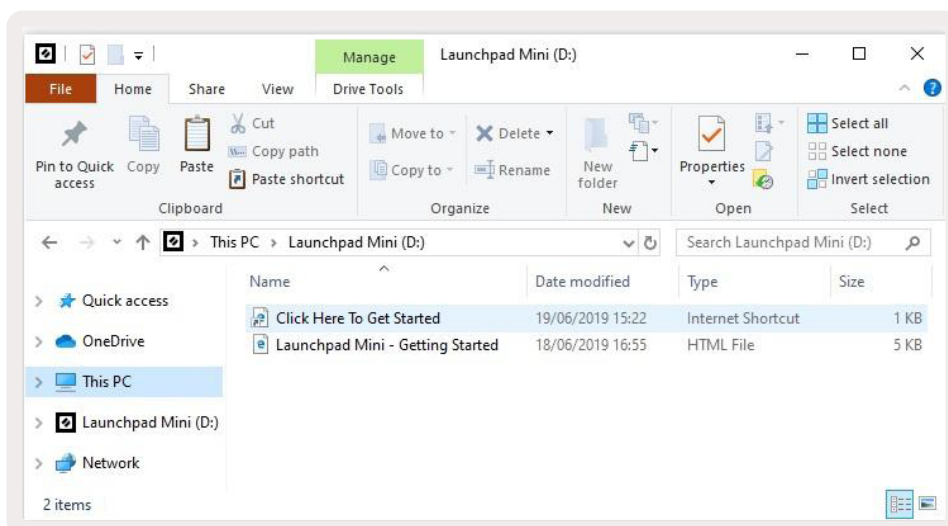 Manage Launchpad Mini (D:)
File Home Share View Drive Tools
Pin to Quick access
Copy
Paste
Cut
Copy path
Paste shortcut
Clipboard
Move to
Copy to
Delete
Rename
Organize
New folder
New
Properties
Open
Select all
Select none
Invert selection
Select
This PC > Launchpad Mini (D:)
Search Launchpad Mini (D:)
Name Date modified Type Size
Click Here To Get Started 19/06/2019 15:22 Internet Shortcut 1 KB
Launchpad Mini - Getting Started 18/06/2019 16:55 HTML File 5 KB
Quick access
OneDrive
This PC
Launchpad Mini (D:)
Network
2 items